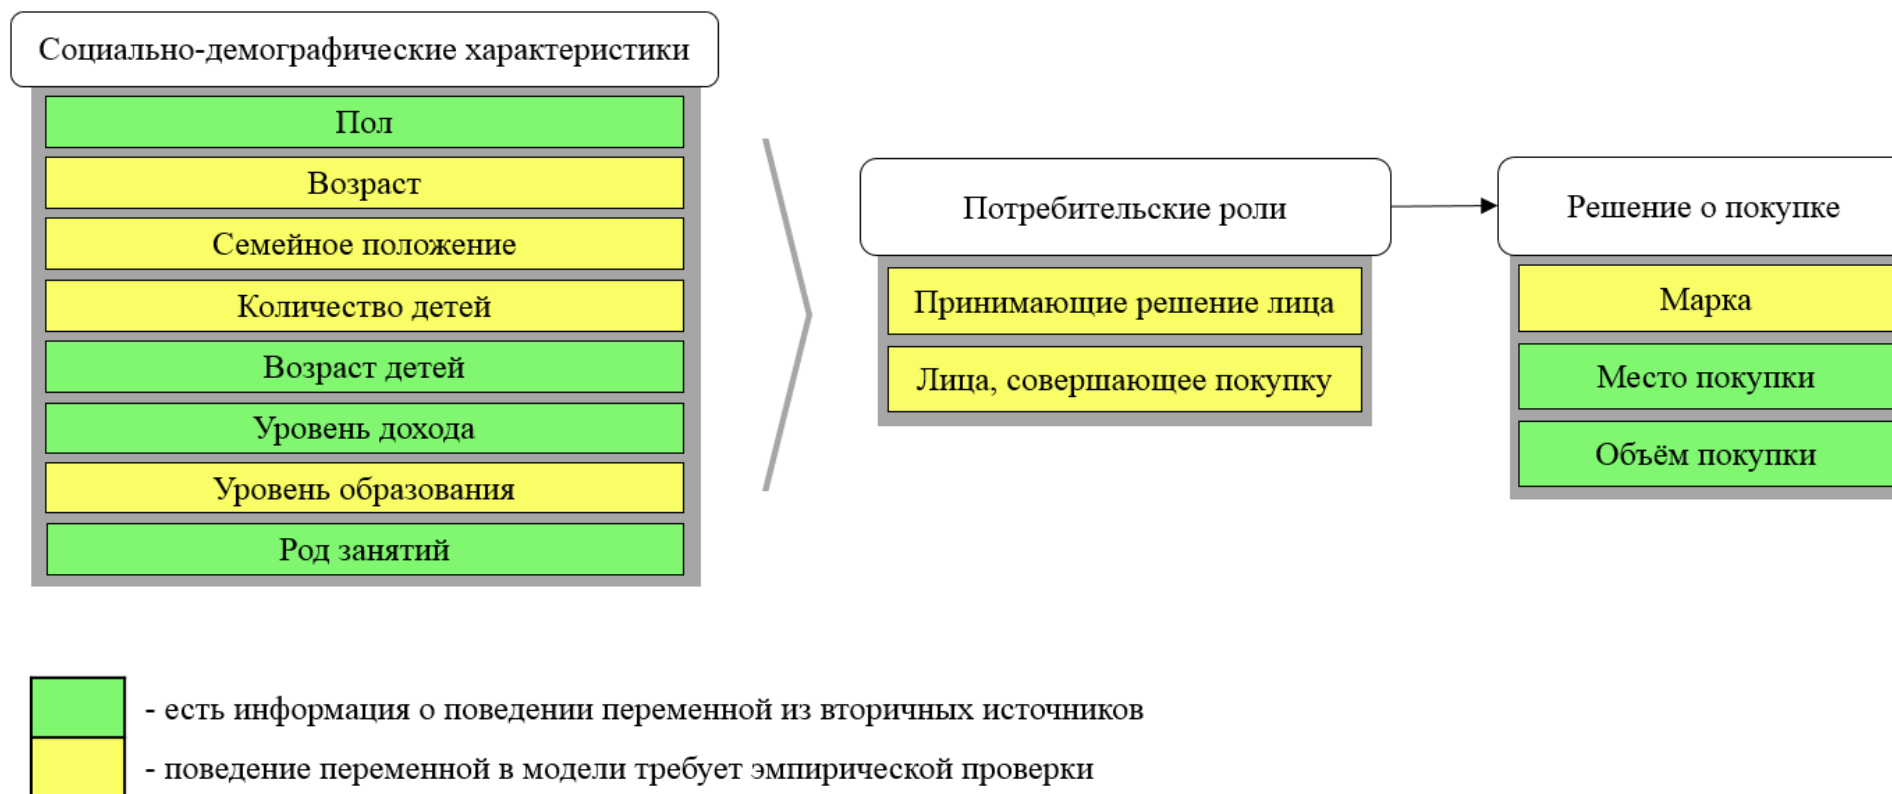 Социально-демографические характеристики
Пол
Возраст
Семейное положение
Количество детей
Возраст детей
Уровень дохода
Уровень образования
Род занятий
Потребительские роли
Принимающие решение лица
Лица, совершающее покупку
Решение о покупке
Марка
Место покупки
Объём покупки
- есть информация о поведении переменной из вторичных источников
- поведение переменной в модели требует эмпирической проверки